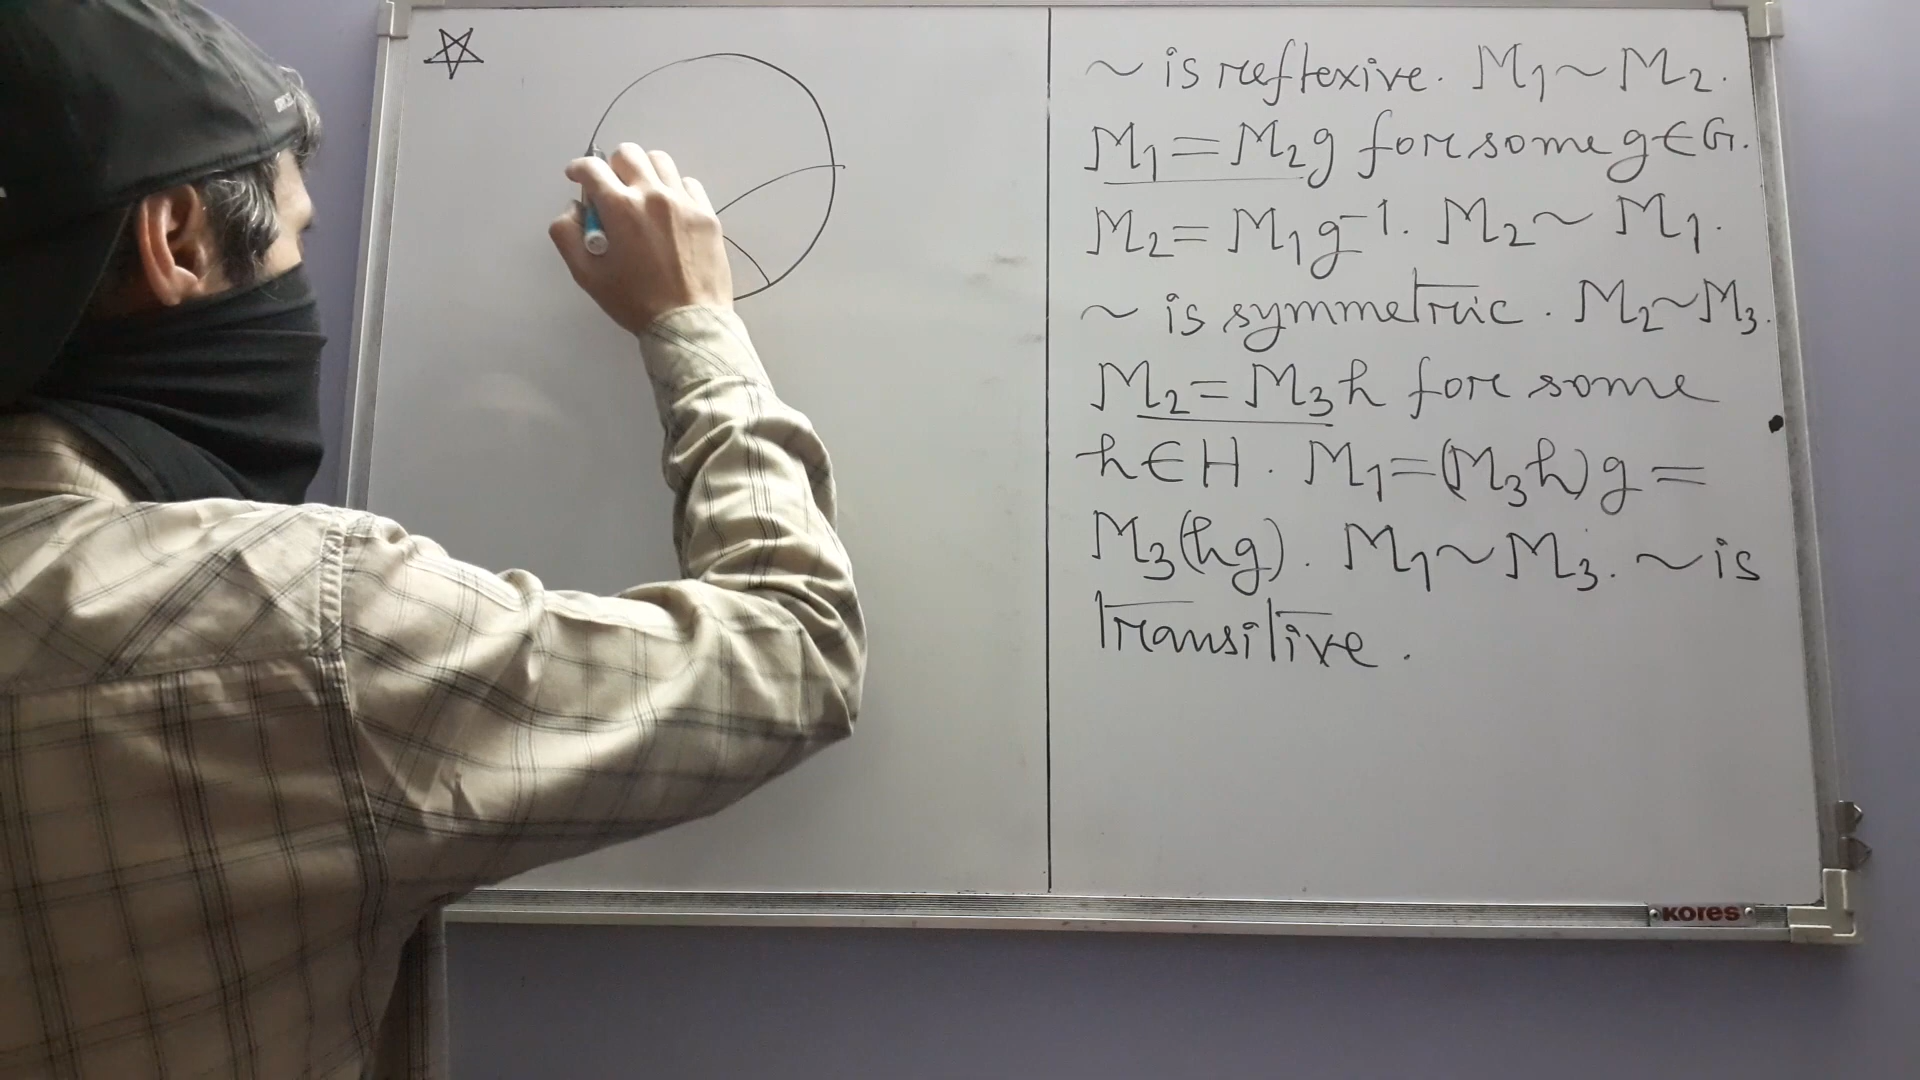 ~ is reflexive. M₁ ~ M₂.
M₁ = M₂g for some g ∈ G.
M₂ = M₁g⁻¹. M₂ ~ M₁.
~ is symmetric. M₂ ~ M₃.
M₂ = M₃h for some
h ∈ H. M₁ = (M₃h)g =
M₃(hg). M₁ ~ M₃. ~ is
transitive.
KORES